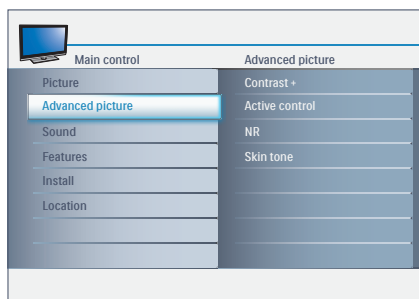 Main control
Advanced picture
Picture
Contrast +
Advanced picture
Active control
Sound
NR
Features
Skin tone
Install
Location